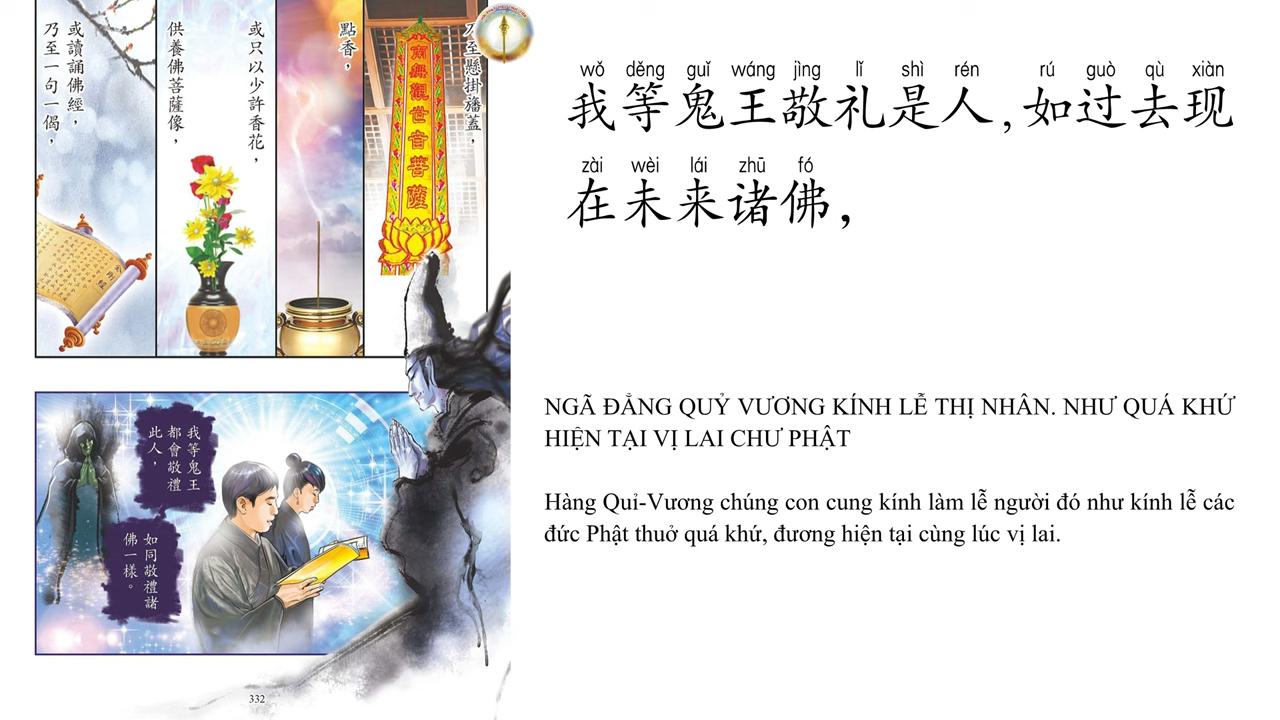 乃至懸掛旛蓋，
南無觀世音菩薩
點香，
或只以少許香花，
供養佛菩薩像，
或讀誦佛經，
乃至一句一偈，
我等鬼王
都會敬禮
此人，
如同敬禮諸
佛一樣。
332
wǒ děng guǐ wáng jìng lǐ shì rén rú guò qù xiàn
我等鬼王敬礼是人,如过去现
zài wèi lái zhū fó
在未来诸佛，
NGÃ ĐẲNG QUỶ VƯƠNG KÍNH LỄ THỊ NHÂN. NHƯ QUÁ KHỨ
HIỆN TẠI VỊ LAI CHƯ PHẬT
Hàng Quỉ-Vương chúng con cung kính làm lễ người đó như kính lễ các
đức Phật thuở quá khứ, đương hiện tại cùng lúc vị lai.